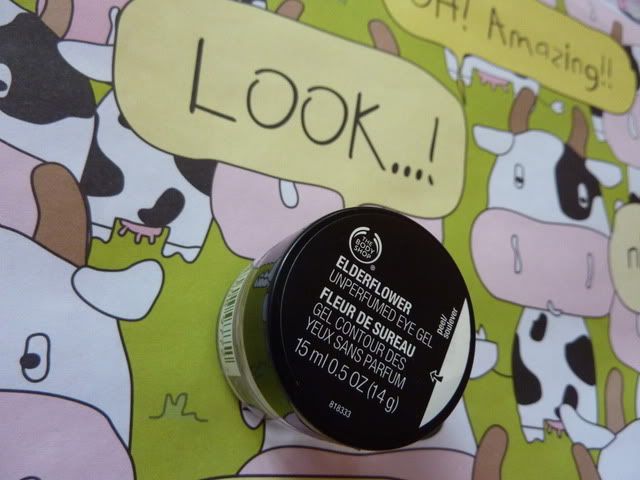 OH! Amazing!!
LOOK...!
THE
BODY
SHOP
®
ELDERFLOWER
UNPERFUMED EYE GEL
FLEUR DE SUREAU
GEL CONTOUR DES
YEUX SANS PARFUM
15 ml 0.5 OZ (14 g)
818333
peel/
soulever